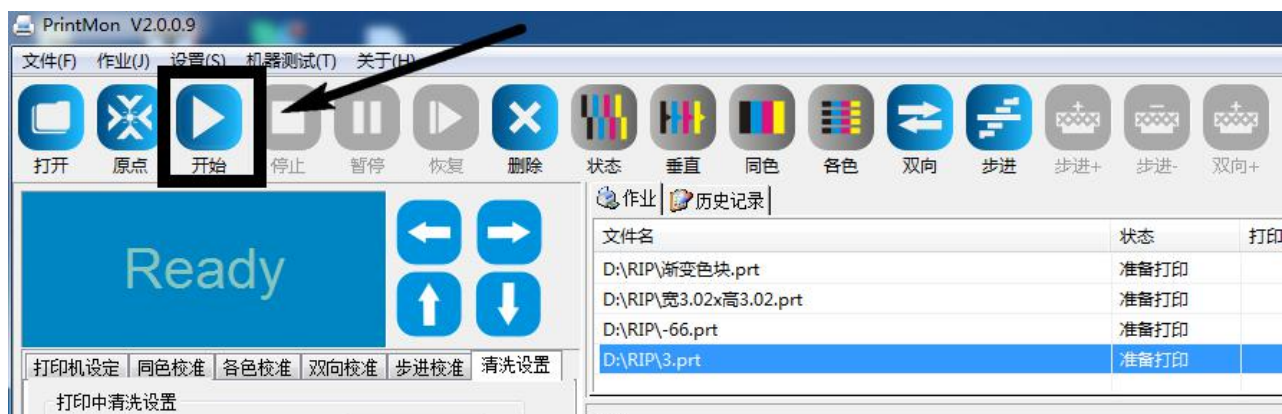 PrintMon V2.0.0.9
文件(F) 作业(J) 设置(S) 机器测试(T) 关于(H)
打开 原点 开始 停止 暂停 恢复 删除 状态 垂直 同色 各色 双向 步进 步进+ 步进- 双向+
Ready
作业 历史记录
文件名 状态 打印
D:\RIP\渐变色块.prt 准备打印
D:\RIP\宽3.02x高3.02.prt 准备打印
D:\RIP\-66.prt 准备打印
D:\RIP\3.prt 准备打印
打印机设定 同色校准 各色校准 双向校准 步进校准 清洗设置
打印中清洗设置